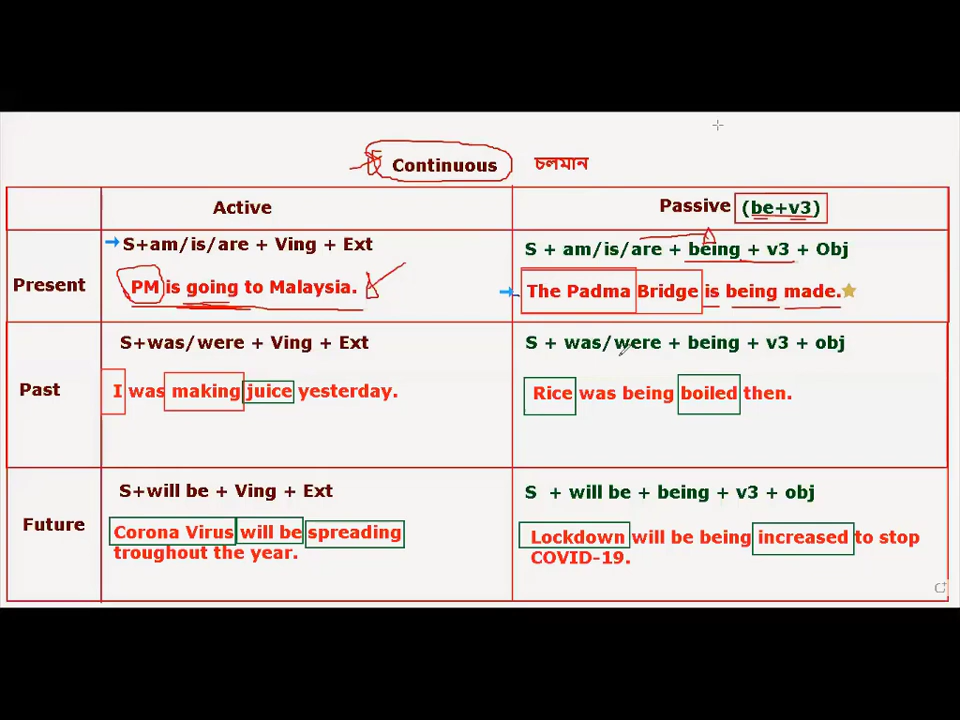 Continuous চলমান
Active
Passive (be+v3)
Present
S+am/is/are + Ving + Ext
S + am/is/are + being + v3 + Obj
PM is going to Malaysia.
The Padma Bridge is being made.
Past
S+was/were + Ving + Ext
S + was/were + being + v3 + obj
I was making juice yesterday.
Rice was being boiled then.
Future
S+will be + Ving + Ext
S + will be + being + v3 + obj
Corona Virus will be spreading
troughout the year.
Lockdown will be being increased to stop
COVID-19.